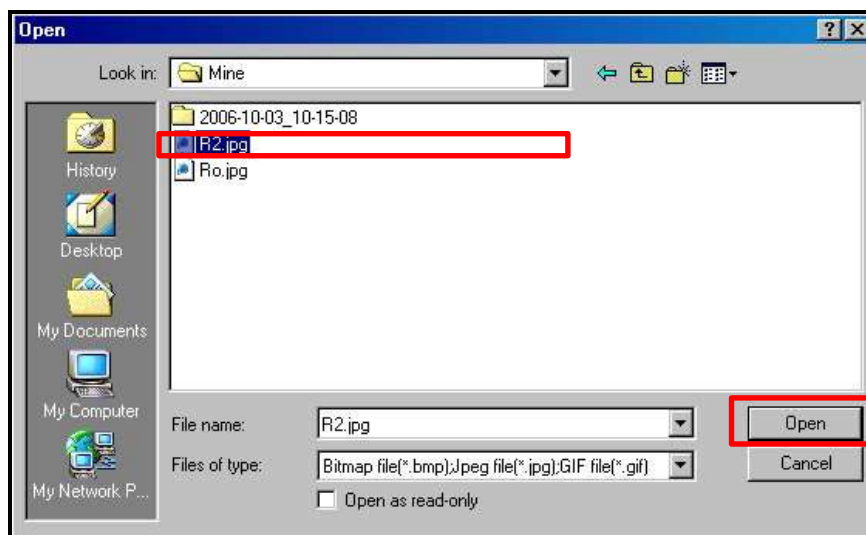 Open
Look in: Mine
2006-10-03_10-15-08
R2.jpg
Ro.jpg
History
Desktop
My Documents
My Computer
My Network P...
File name: R2.jpg Open
Files of type: Bitmap file(*.bmp);Jpeg file(*.jpg);GIF file(*.gif) Cancel
Open as read-only